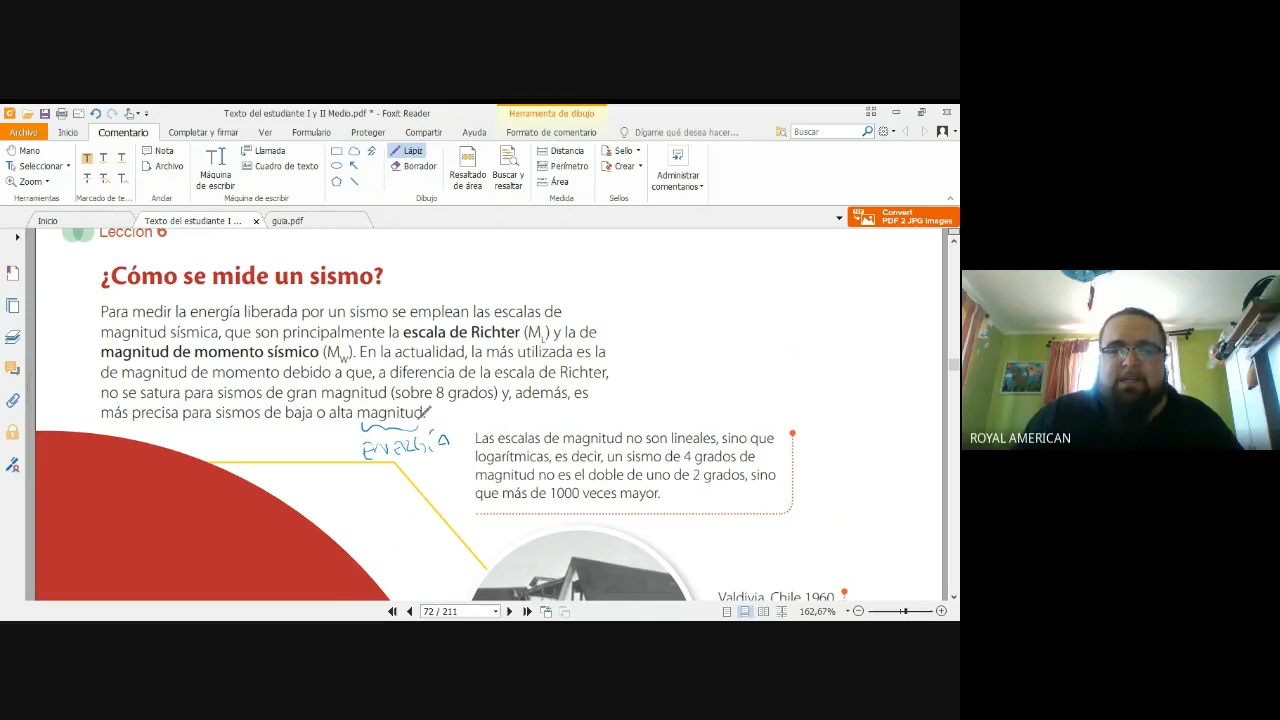 Texto del estudiante I y II Medio.pdf * - Foxit Reader
Herramienta de dibujo
Archivo
Inicio
Comentario
Completar y firmar
Ver
Formulario
Proteger
Compartir
Ayuda
Formato de comentario
Dígame qué desea hacer...
Buscar
Mano
Seleccionar
Zoom
Herramientas
Marcado de te...
Nota
Archivo
Andar
Máquina
de escribir
Llamada
Cuadro de texto
Máquina de escribir
Lápiz
Borrador
Dibujo
Resaltado
de área
Buscar y
resaltar
Distancia
Perímetro
Área
Medida
Sello
Crear
Sellos
Administrar
comentarios
Inicio
Texto del estudiante I ...
guia.pdf
Convert
PDF 2 JPG Images
Lección 6
¿Cómo se mide un sismo?
Para medir la energía liberada por un sismo se emplean las escalas de
magnitud sísmica, que son principalmente la escala de Richter (ML) y la de
magnitud de momento sísmico (MW). En la actualidad, la más utilizada es la
de magnitud de momento debido a que, a diferencia de la escala de Richter,
no se satura para sismos de gran magnitud (sobre 8 grados) y, además, es
más precisa para sismos de baja o alta magnitud.
ENERGÍA
Las escalas de magnitud no son lineales, sino que
logarítmicas, es decir, un sismo de 4 grados de
magnitud no es el doble de uno de 2 grados, sino
que más de 1000 veces mayor.
Valdivia, Chile 1960
72 / 211
162,67%
ROYAL AMERICAN